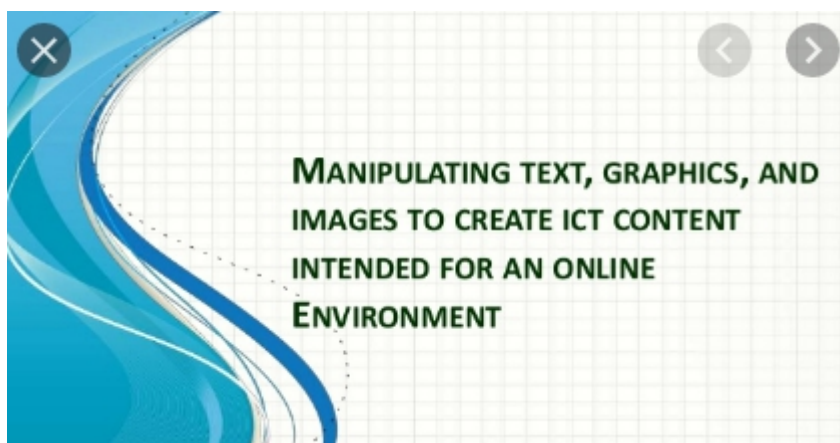 MANIPULATING TEXT, GRAPHICS, AND
IMAGES TO CREATE ICT CONTENT
INTENDED FOR AN ONLINE
ENVIRONMENT